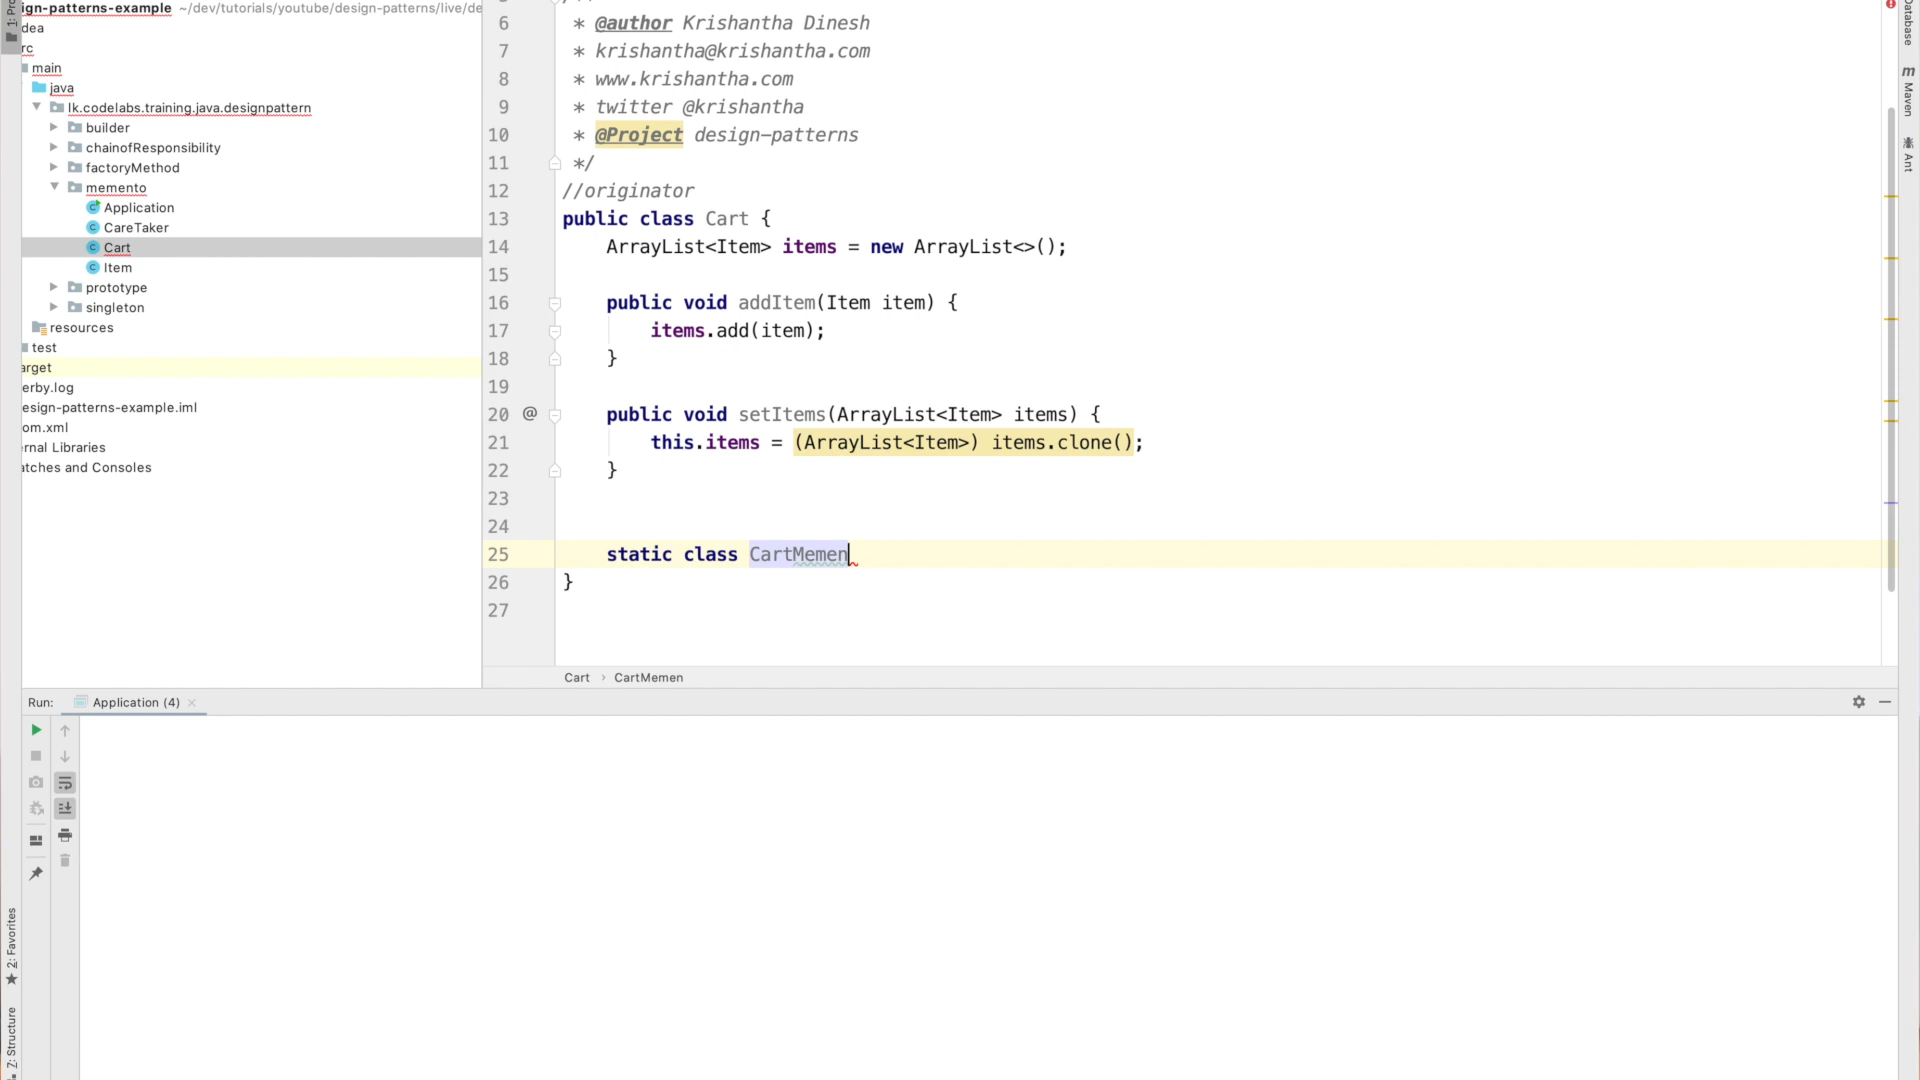 ign-patterns-example ~/dev/tutorials/youtube/design-patterns/live/de
dea
rc
main
java
lk.codelabs.training.java.designpattern
builder
chainofResponsibility
factoryMethod
memento
Application
CareTaker
Cart
Item
prototype
singleton
resources
test
arget
erby.log
esign-patterns-example.iml
om.xml
rnal Libraries
atches and Consoles
6 * @author Krishantha Dinesh
7 * krishantha@krishantha.com
8 * www.krishantha.com
9 * twitter @krishantha
10 * @Project design-patterns
11 */
12 //originator
13 public class Cart {
14 ArrayList<Item> items = new ArrayList<>();
15
16 public void addItem(Item item) {
17 items.add(item);
18 }
19
20 @ public void setItems(ArrayList<Item> items) {
21 this.items = (ArrayList<Item>) items.clone();
22 }
23
24
25 static class CartMemen
26 }
27
Cart › CartMemen
Run: Application (4)
1: Pro
2: Favorites
Z: Structure
Database
m Maven
Ant